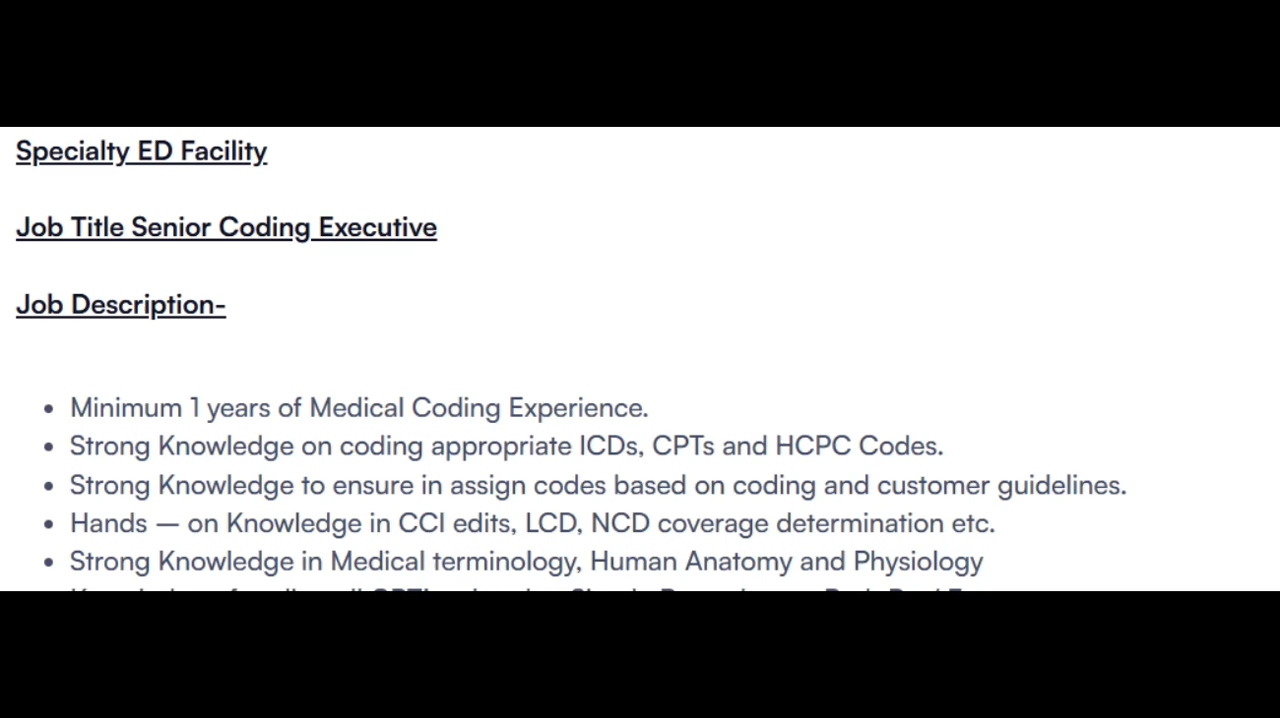 Specialty ED Facility
Job Title Senior Coding Executive
Job Description-
• Minimum 1 years of Medical Coding Experience.
• Strong Knowledge on coding appropriate ICDs, CPTs and HCPC Codes.
• Strong Knowledge to ensure in assign codes based on coding and customer guidelines.
• Hands – on Knowledge in CCI edits, LCD, NCD coverage determination etc.
• Strong Knowledge in Medical terminology, Human Anatomy and Physiology